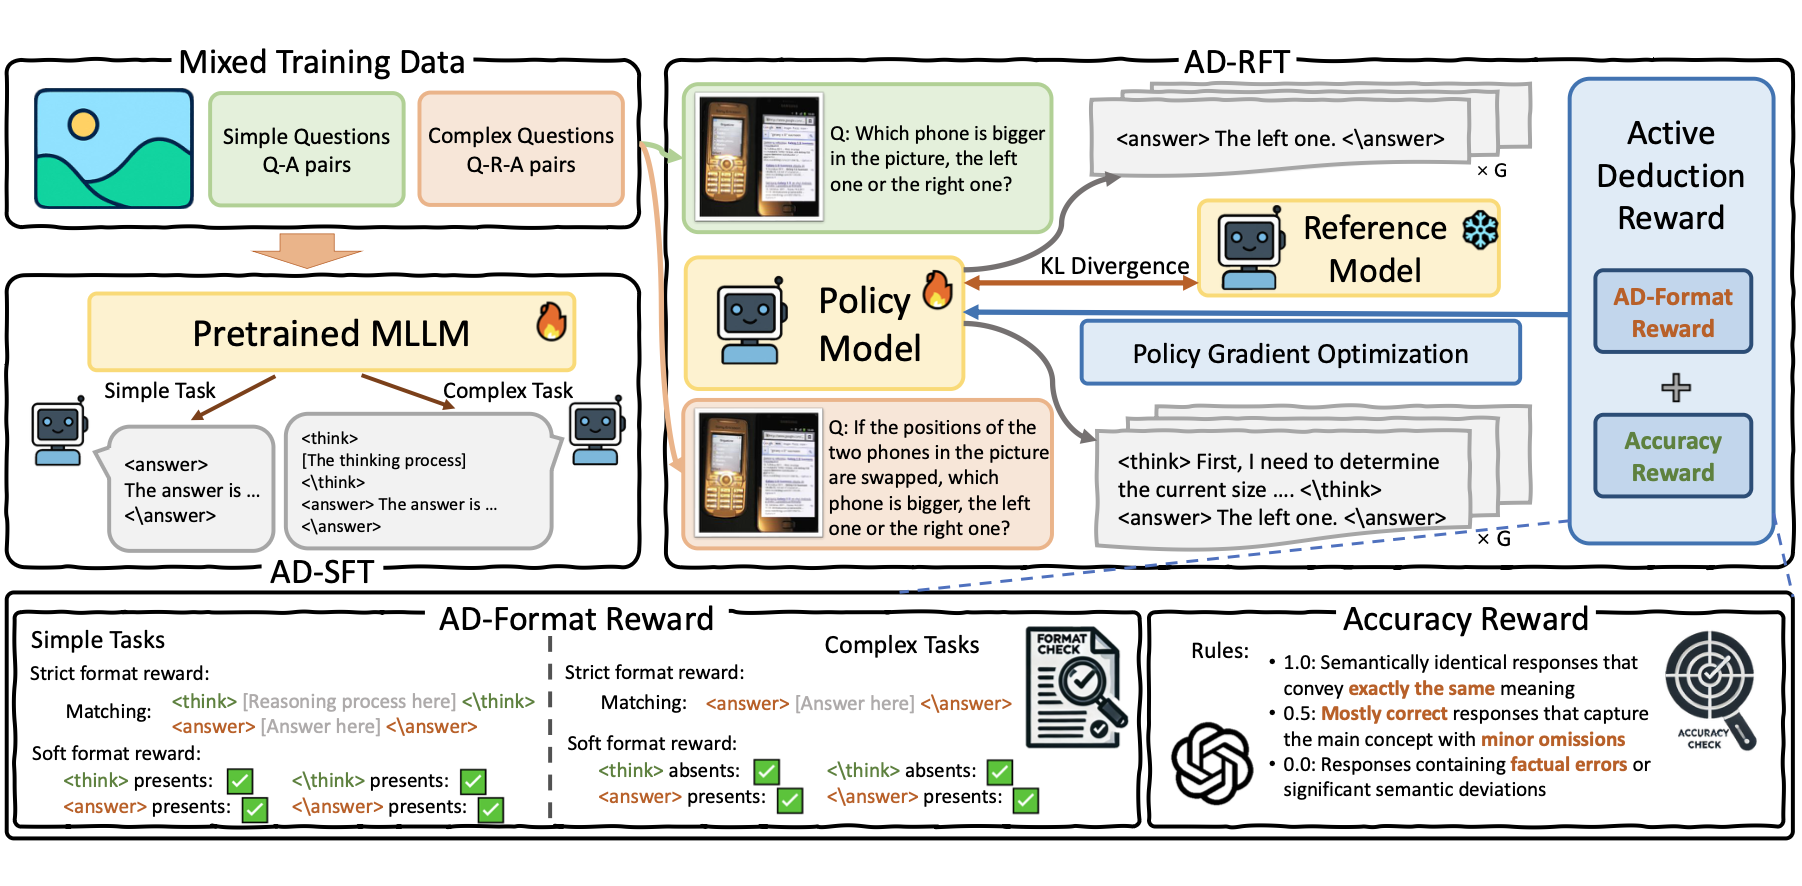 Mixed Training Data
Simple Questions
Q-A pairs
Complex Questions
Q-R-A pairs
Pretrained MLLM
Simple Task
Complex Task
<answer>
The answer is ...
<\answer>
<think>
[The thinking process]
<\think>
<answer> The answer is ...
<\answer>
AD-SFT
AD-RFT
Q: Which phone is bigger
in the picture, the left
one or the right one?
<answer> The left one. <\answer>
× G
Policy
Model
KL Divergence
Reference
Model
Policy Gradient Optimization
Q: If the positions of the
two phones in the picture
are swapped, which
phone is bigger, the left
one or the right one?
<think> First, I need to determine
the current size .... <\think>
<answer> The left one. <\answer>
× G
Active
Deduction
Reward
AD-Format
Reward
+
Accuracy
Reward
AD-Format Reward
Simple Tasks
Strict format reward:
Matching:
<think> [Reasoning process here] <\think>
<answer> [Answer here] <\answer>
Soft format reward:
<think> presents:
<\think> presents:
<answer> presents:
<\answer> presents:
Complex Tasks
Strict format reward:
Matching: <answer> [Answer here] <\answer>
Soft format reward:
<think> absents:
<\think> absents:
<answer> presents:
<\answer> presents:
FORMAT
CHECK
Accuracy Reward
Rules:
• 1.0: Semantically identical responses that
convey exactly the same meaning
• 0.5: Mostly correct responses that capture
the main concept with minor omissions
• 0.0: Responses containing factual errors or
significant semantic deviations
ACCURACY
CHECK